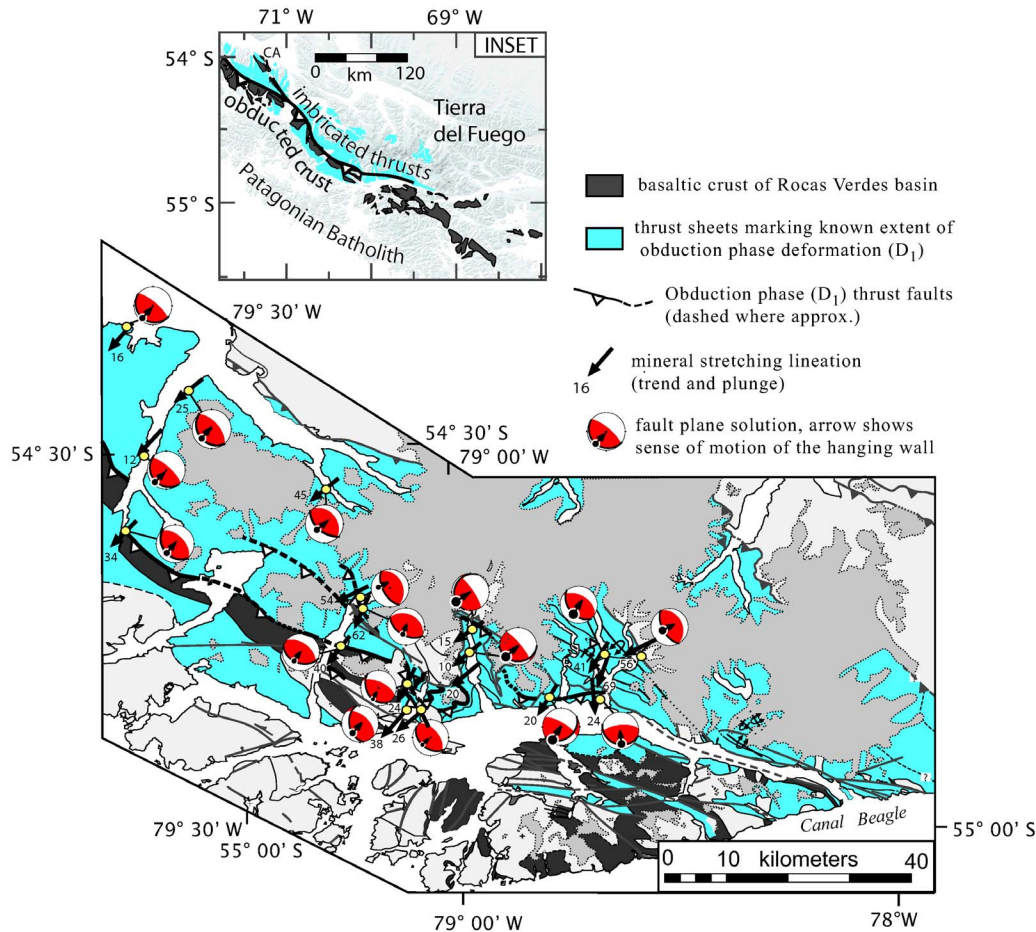 71° W
69° W
54° S
CA
INSET
0
120
km
imbricated thrusts
obducted crust
Tierra
del Fuego
Patagonian Batholith
55° S
basaltic crust of Rocas Verdes basin
thrust sheets marking known extent of
obduction phase deformation (D1)
Obduction phase (D1) thrust faults
(dashed where approx.)
16
mineral stretching lineation
(trend and plunge)
fault plane solution, arrow shows
sense of motion of the hanging wall
79° 30' W
54° 30' S
79° 00' W
54° 30' S
16
25
12
45
34
54
62
40
15
10
20
24
38
26
41
56
69
20
24
?
Canal Beagle
79° 30' W
55° 00' S
55° 00' S
0 10 kilometers 40
79° 00' W
78° W